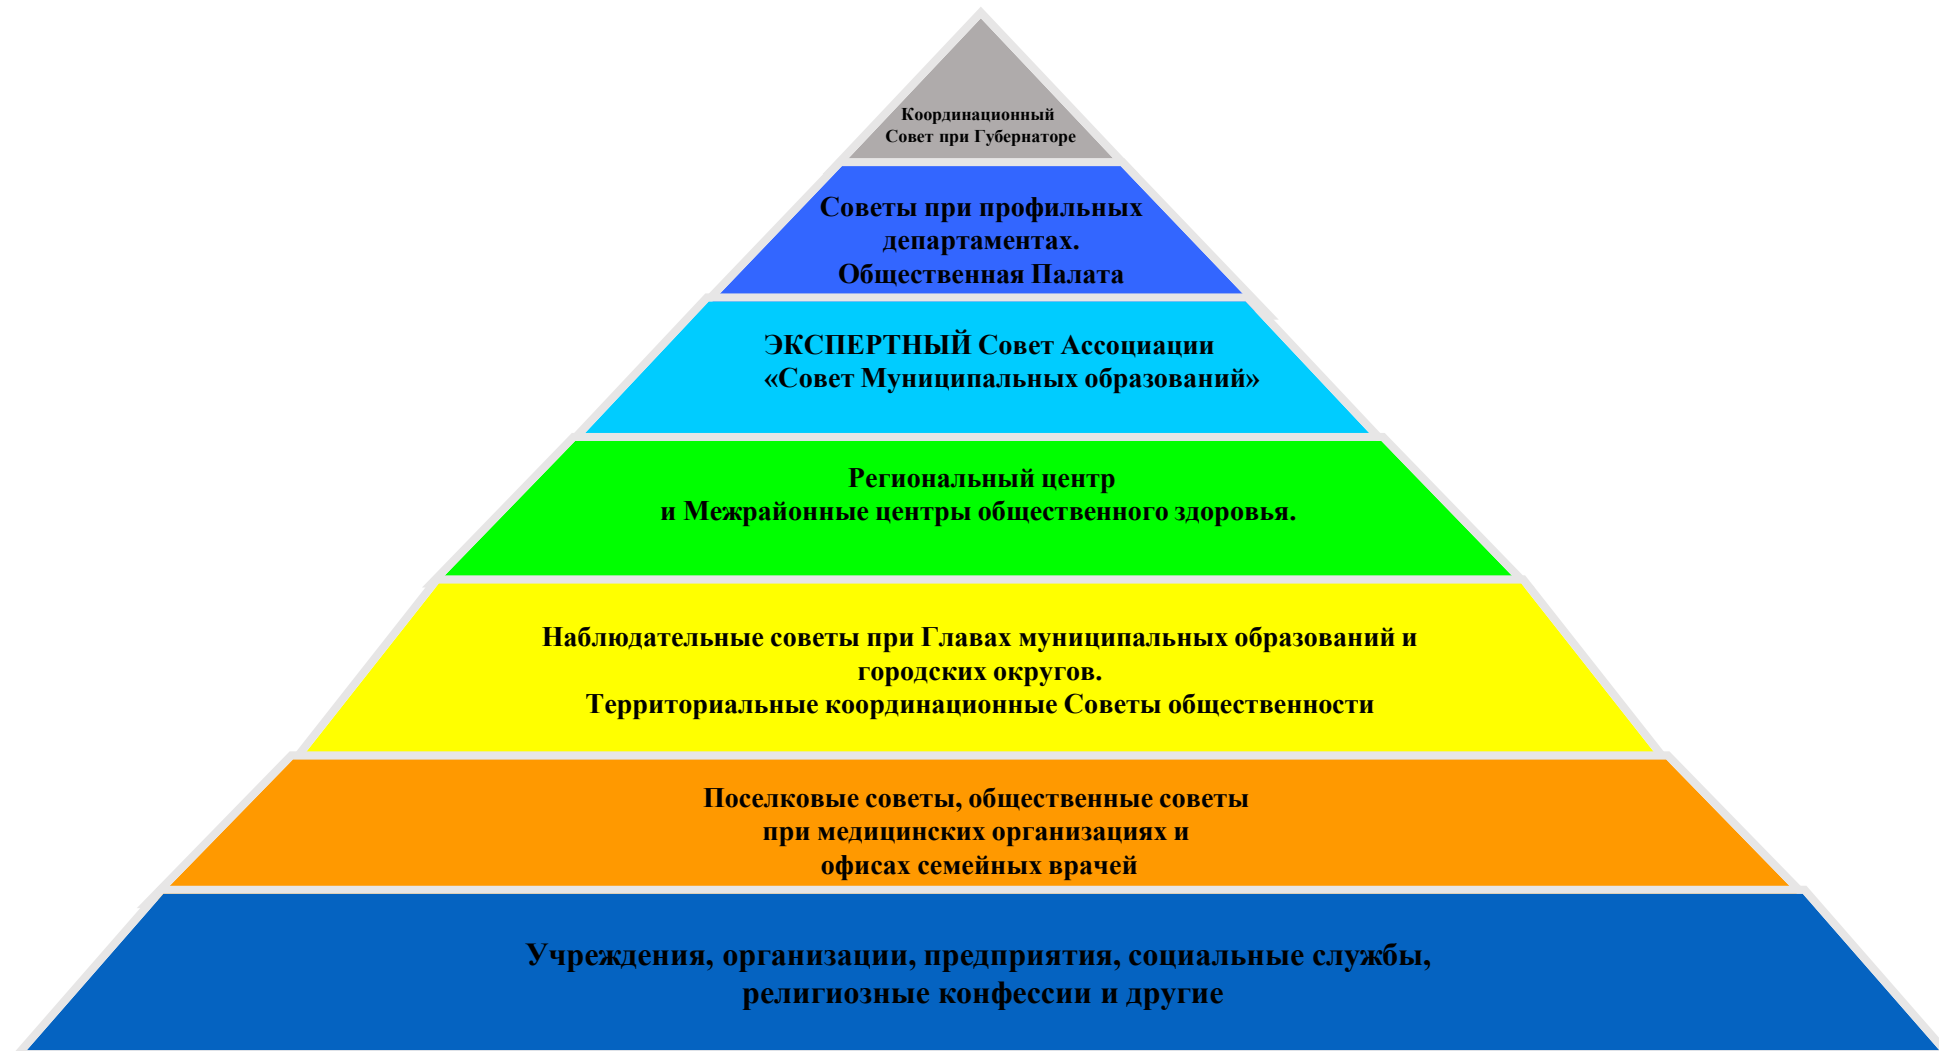 Координационный
Совет при Губернаторе
Советы при профильных
департаментах.
Общественная Палата
ЭКСПЕРТНЫЙ Совет Ассоциации
«Совет Муниципальных образований»
Региональный центр
и Межрайонные центры общественного здоровья.
Наблюдательные советы при Главах муниципальных образований и
городских округов.
Территориальные координационные Советы общественности
Поселковые советы, общественные советы
при медицинских организациях и
офисах семейных врачей
Учреждения, организации, предприятия, социальные службы,
религиозные конфессии и другие